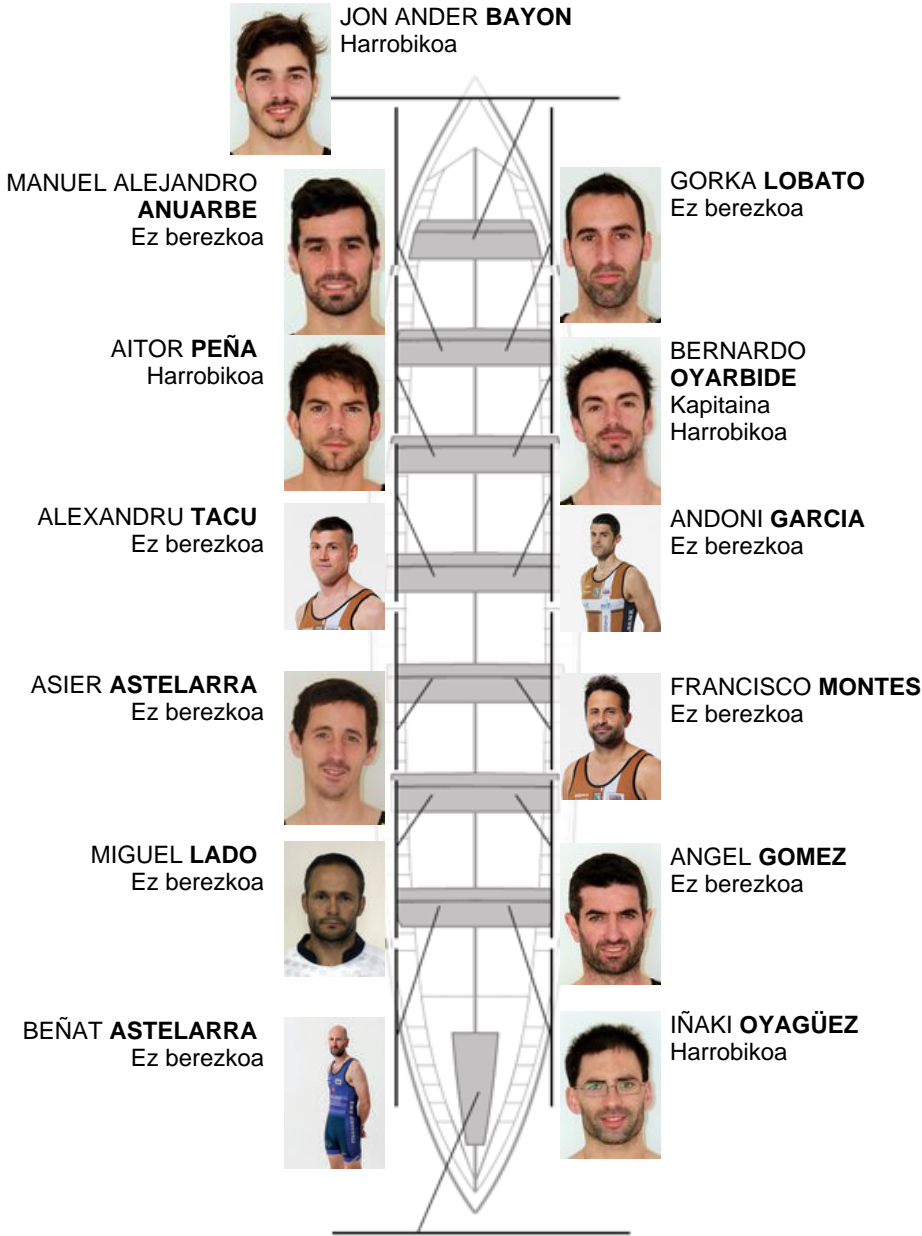 JON ANDER BAYON
Harrobikoa
MANUEL ALEJANDRO
ANUARBE
Ez berezkoa
GORKA LOBATO
Ez berezkoa
AITOR PEÑA
Harrobikoa
BERNARDO
OYARBIDE
Kapitaina
Harrobikoa
ALEXANDRU TACU
Ez berezkoa
ANDONI GARCIA
Ez berezkoa
ASIER ASTELARRA
Ez berezkoa
FRANCISCO MONTES
Ez berezkoa
MIGUEL LADO
Ez berezkoa
ANGEL GOMEZ
Ez berezkoa
BEÑAT ASTELARRA
Ez berezkoa
IÑAKI OYAGÜEZ
Harrobikoa